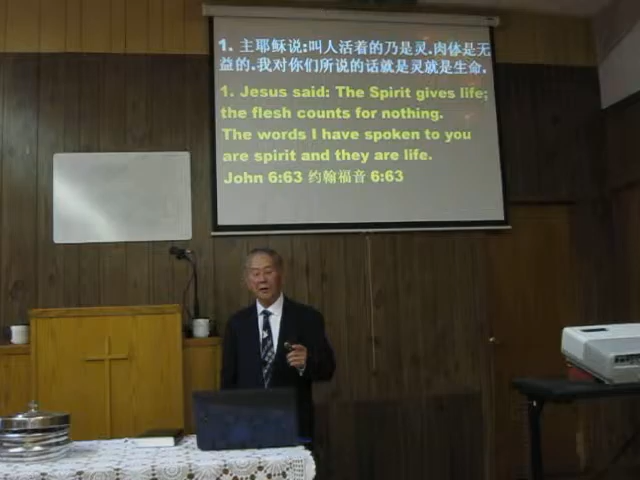 1. 主耶稣说:叫人活着的乃是灵.肉体是无
益的.我对你们所说的话就是灵就是生命.
1. Jesus said: The Spirit gives life;
the flesh counts for nothing.
The words I have spoken to you
are spirit and they are life.
John 6:63 约翰福音 6:63